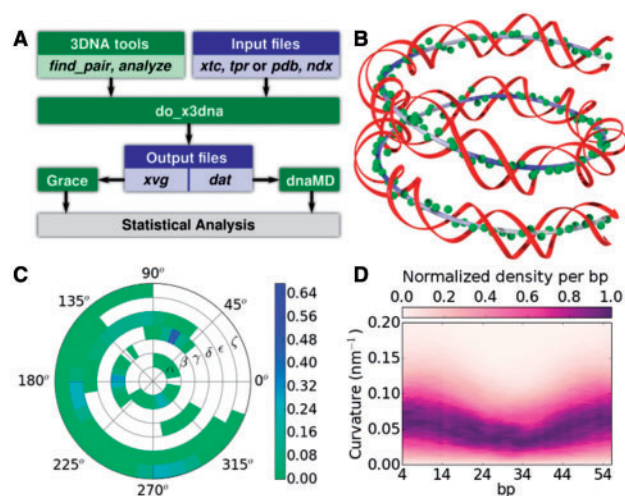 A
3DNA tools
find_pair, analyze
Input files
xtc, tpr or pdb, ndx
do_x3dna
Output files
xvg
dat
Grace
dnaMD
Statistical Analysis
B
C
90°
135°
45°
180°
0°
225°
315°
270°
β
γ
δ
ϵ
ζ
0.64
0.56
0.48
0.40
0.32
0.24
0.16
0.08
0.00
D
Normalized density per bp
0.0 0.2 0.4 0.6 0.8 1.0
Curvature (nm⁻¹)
0.20
0.15
0.10
0.05
0.00
4 14 24 34 44 54
bp